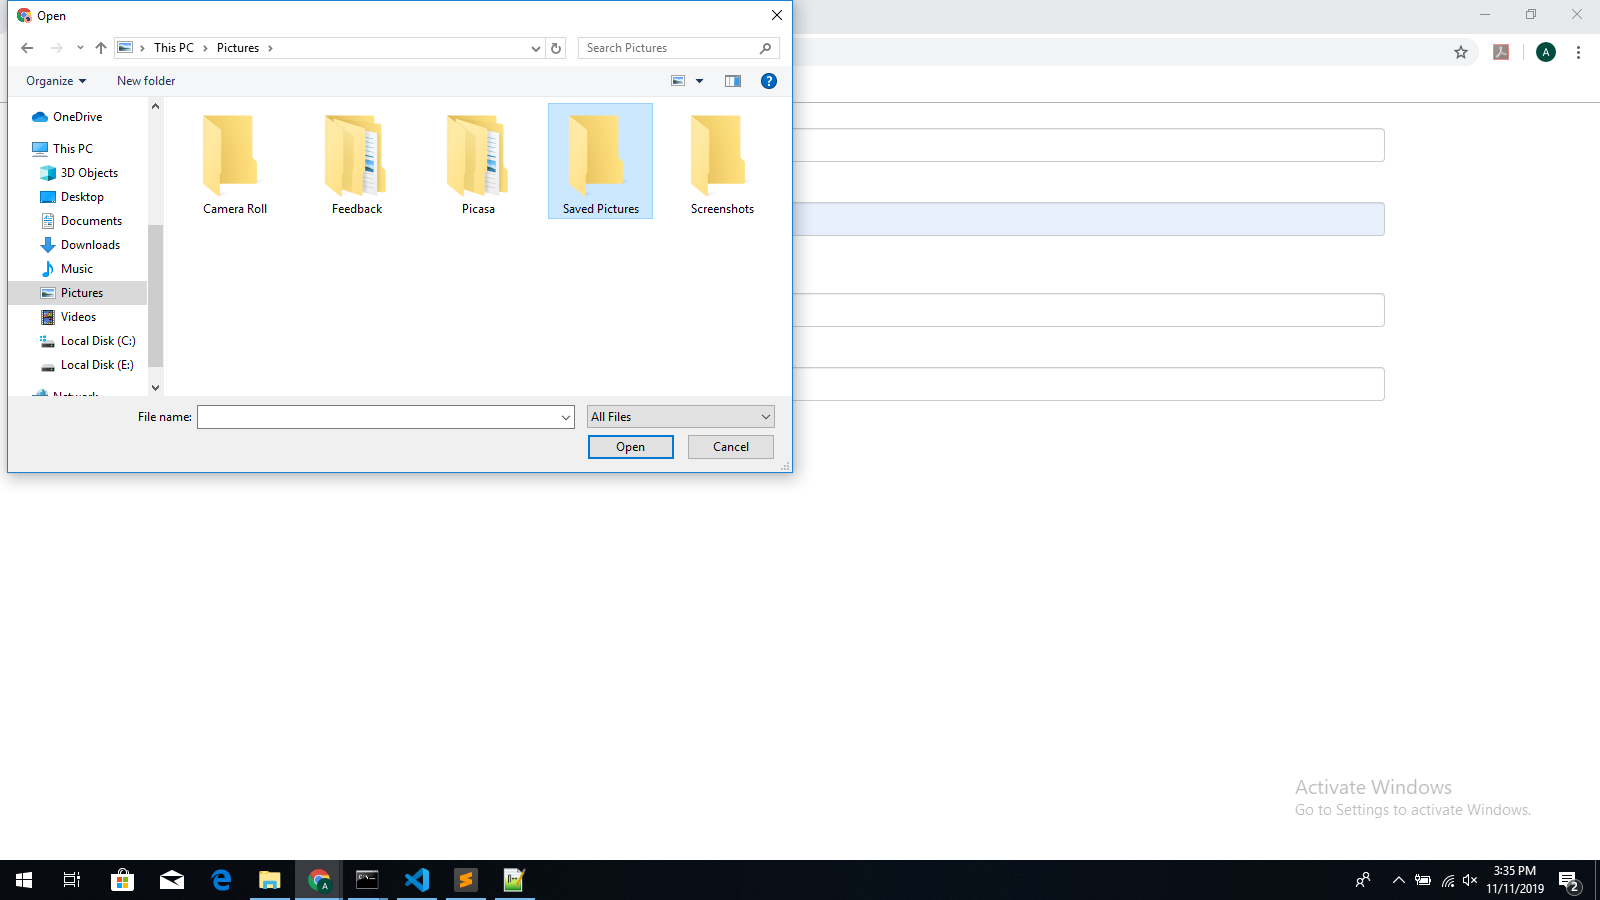 Open
This PC
Pictures
Search Pictures
Organize
New folder
OneDrive
This PC
3D Objects
Desktop
Documents
Downloads
Music
Pictures
Videos
Local Disk (C:)
Local Disk (E:)
Network
Camera Roll
Feedback
Picasa
Saved Pictures
Screenshots
File name:
All Files
Open
Cancel
A
Activate Windows
Go to Settings to activate Windows.
A
3:35 PM
11/11/2019
2